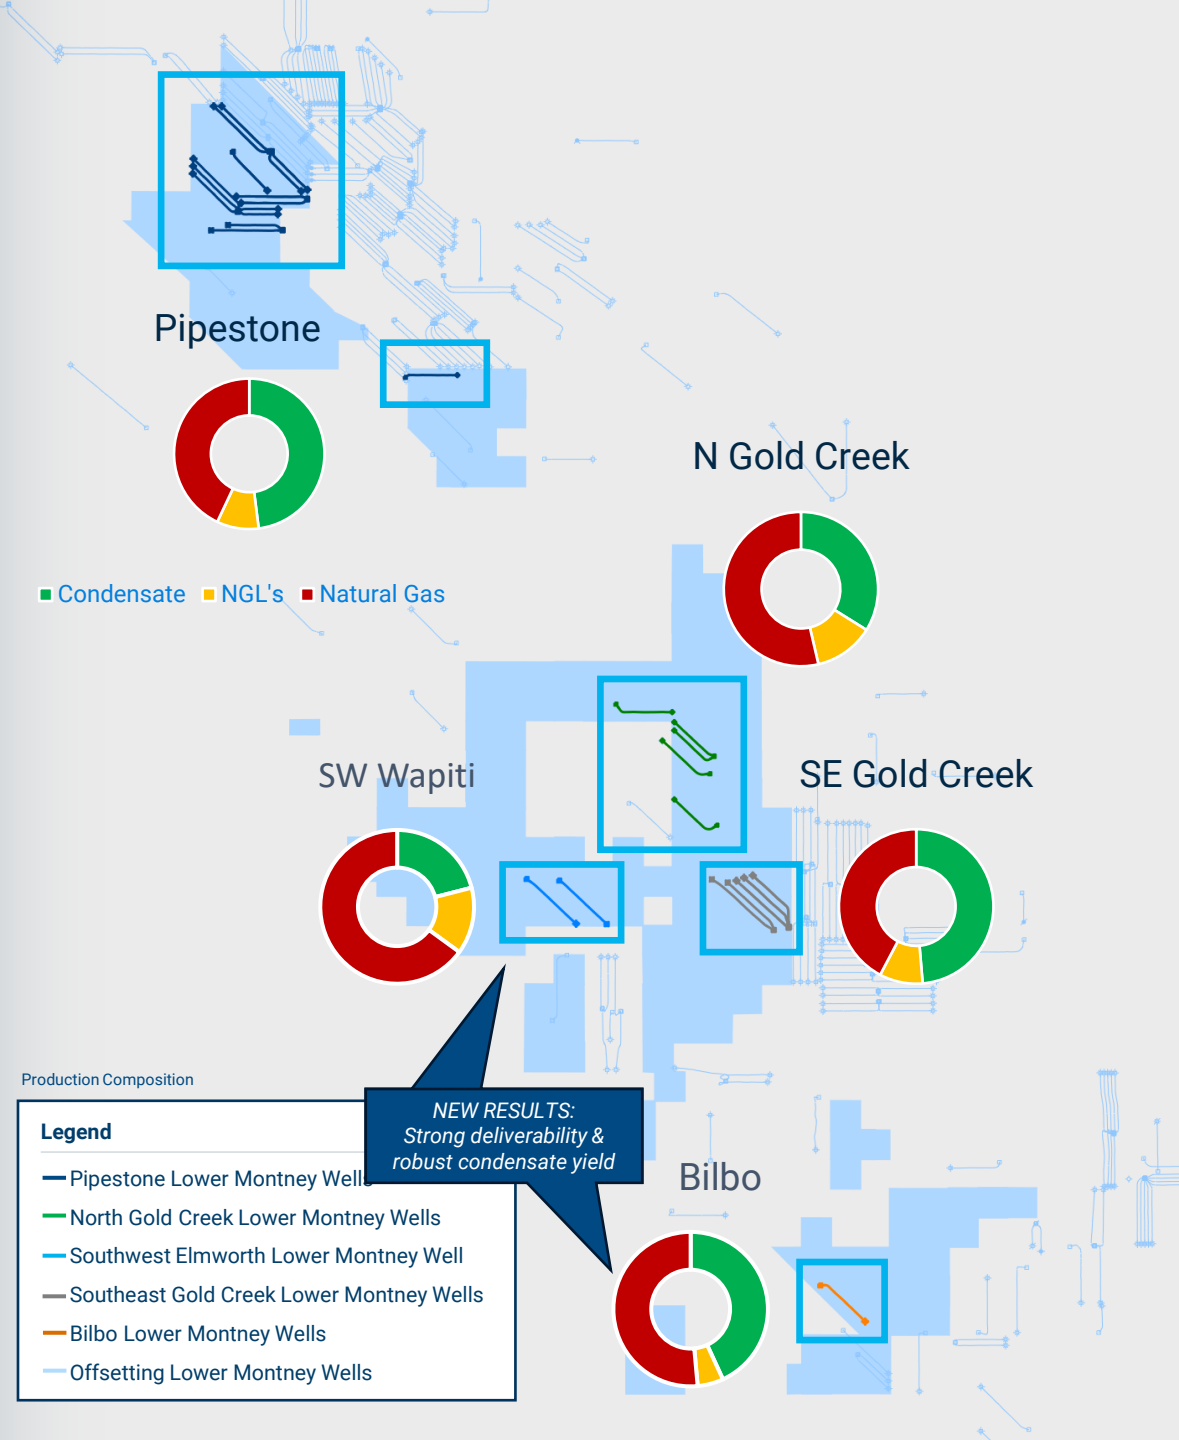 Pipestone
N Gold Creek
Condensate NGL's Natural Gas
SW Wapiti
SE Gold Creek
Production Composition
NEW RESULTS:
Strong deliverability &
robust condensate yield
Legend
Pipestone Lower Montney Wells
North Gold Creek Lower Montney Wells
Southwest Elmworth Lower Montney Well
Southeast Gold Creek Lower Montney Wells
Bilbo Lower Montney Wells
Offsetting Lower Montney Wells
Bilbo